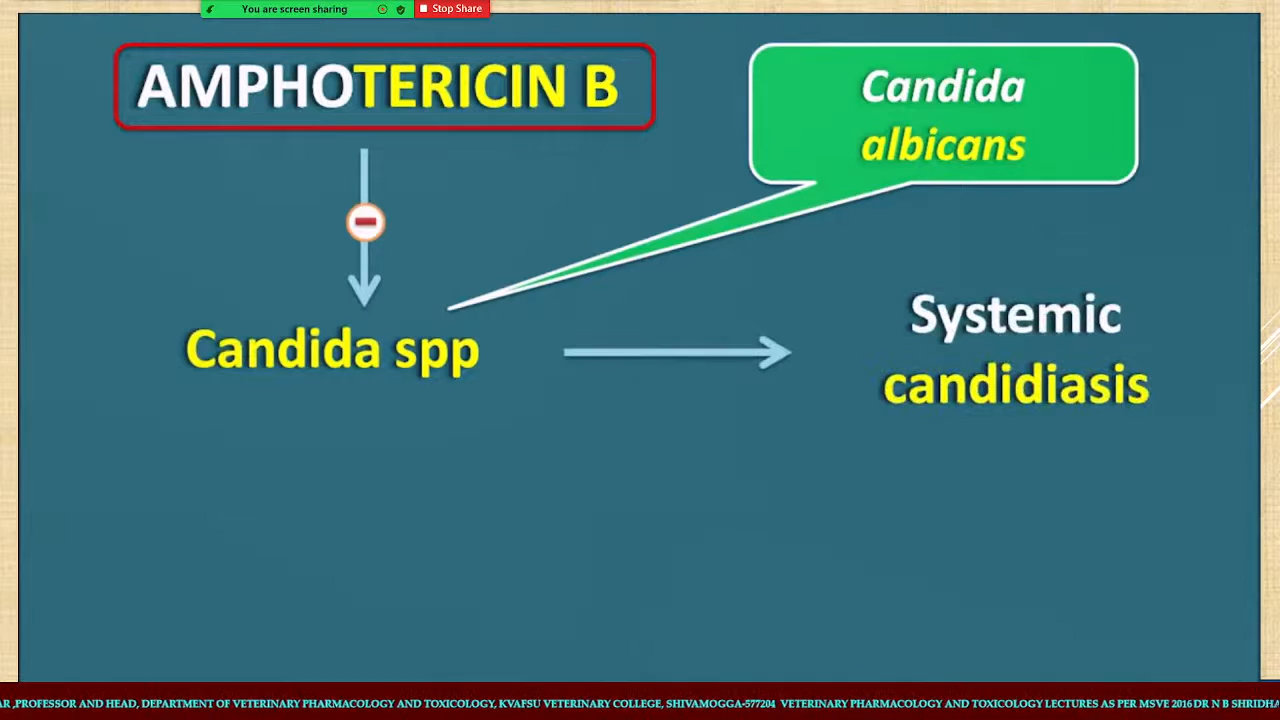 You are screen sharing
Stop Share
AMPHOTERICIN B
Candida
albicans
Candida spp
Systemic
candidiasis
,PROFESSOR AND HEAD, DEPARTMENT OF VETERINARY PHARMACOLOGY AND TOXICOLOGY, KVAFSU VETERINARY COLLEGE, SHIVAMOGGA-577204 VETERINARY PHARMACOLOGY AND TOXICOLOGY LECTURES AS PER MSVE 2016 DR N B